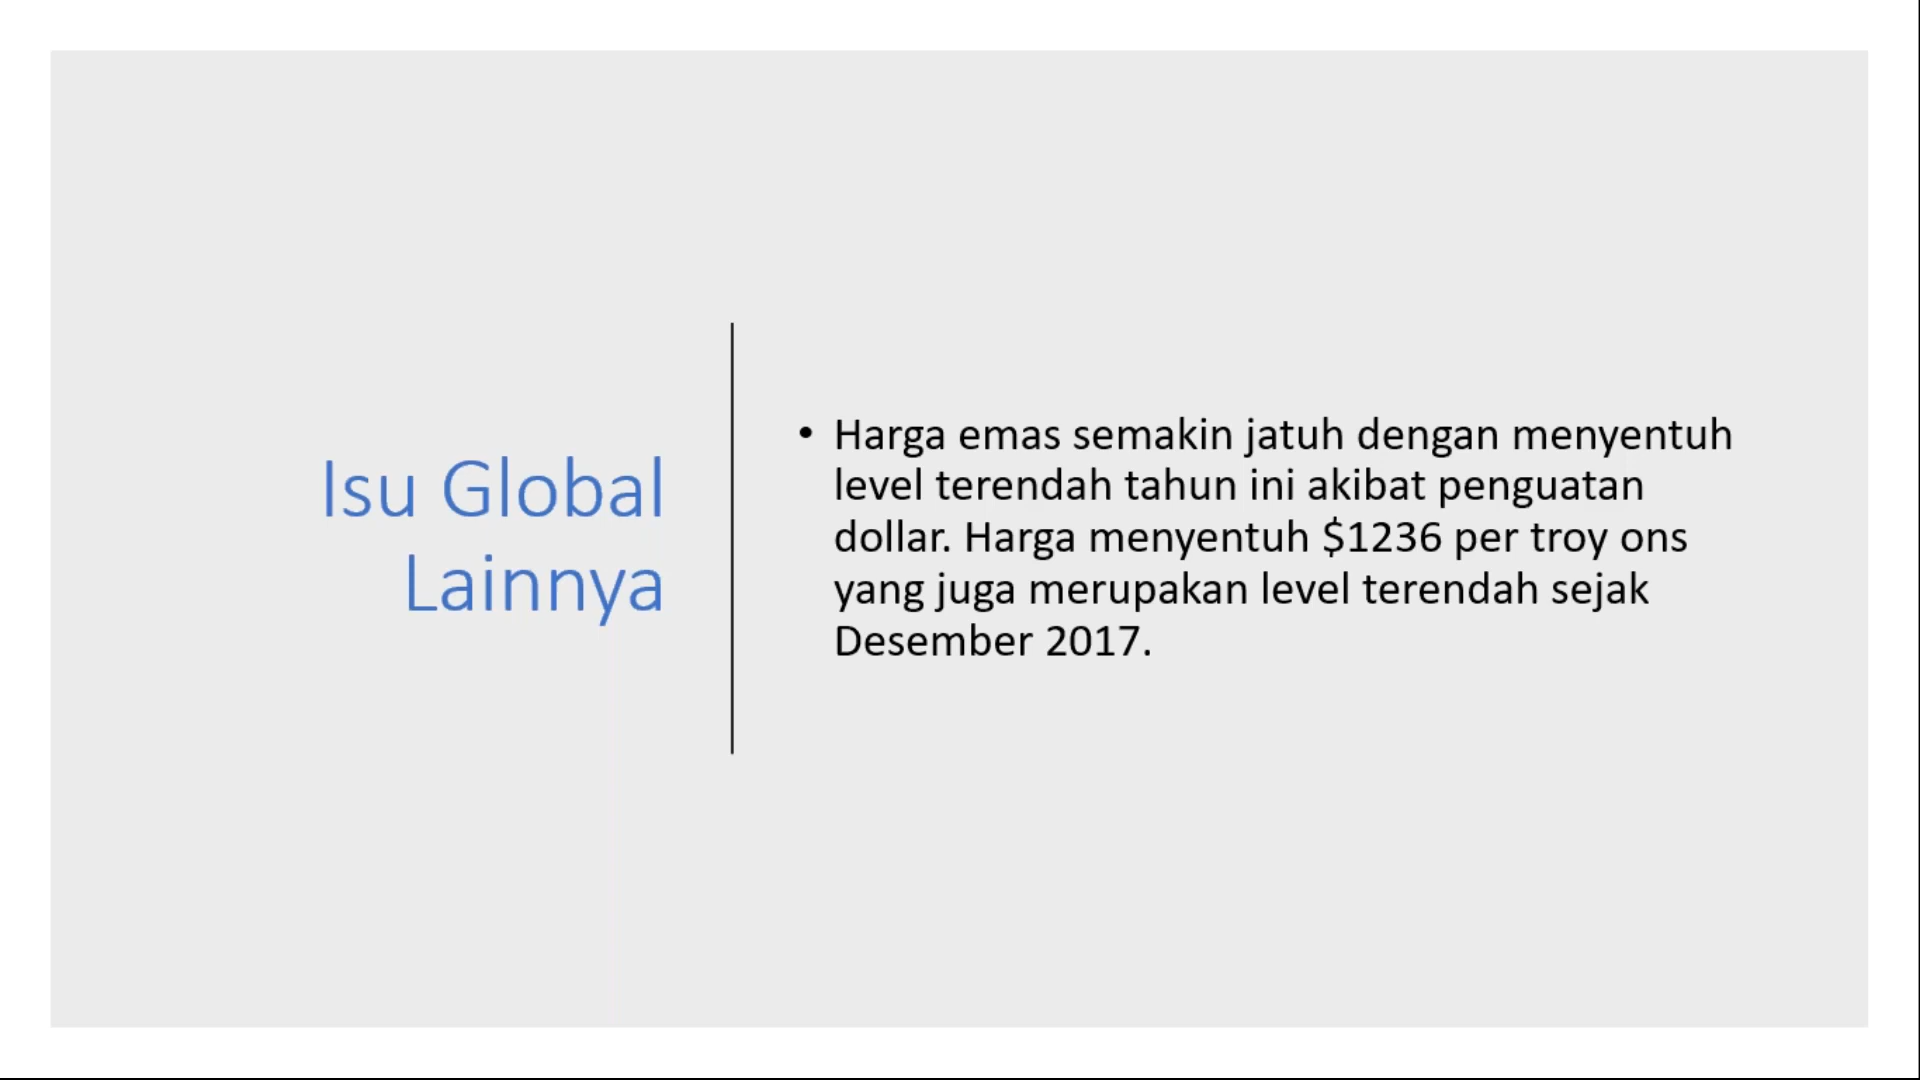 Isu Global
Lainnya
• Harga emas semakin jatuh dengan menyentuh
level terendah tahun ini akibat penguatan
dollar. Harga menyentuh $1236 per troy ons
yang juga merupakan level terendah sejak
Desember 2017.